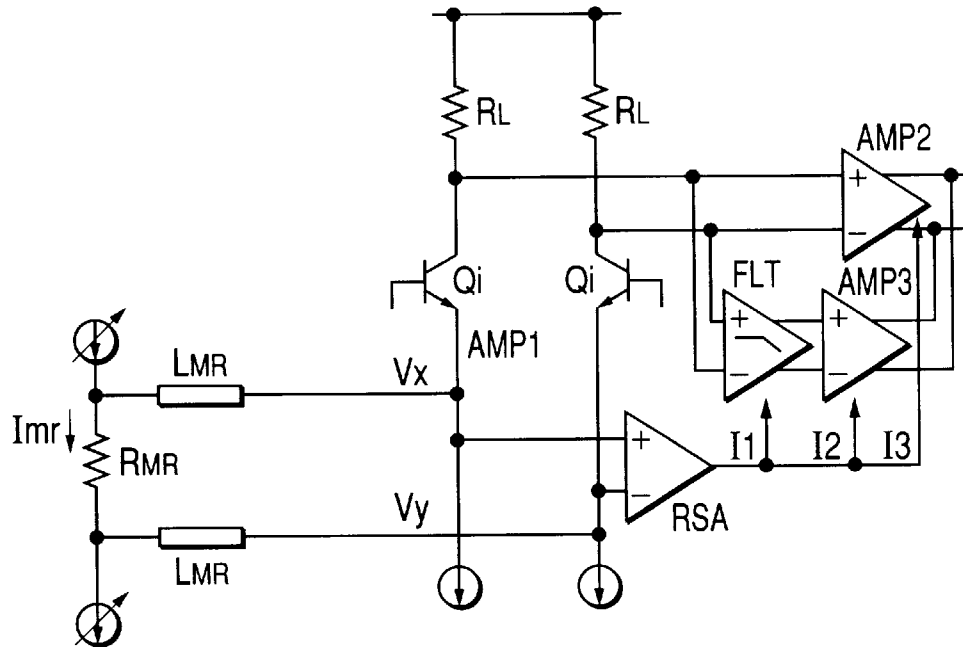 RL
RL
AMP2
+
−
Qi
Qi
FLT
AMP3
+
−
+
−
AMP1
LMR
Vx
Imr
RMR
+
−
I1
I2
I3
RSA
Vy
LMR